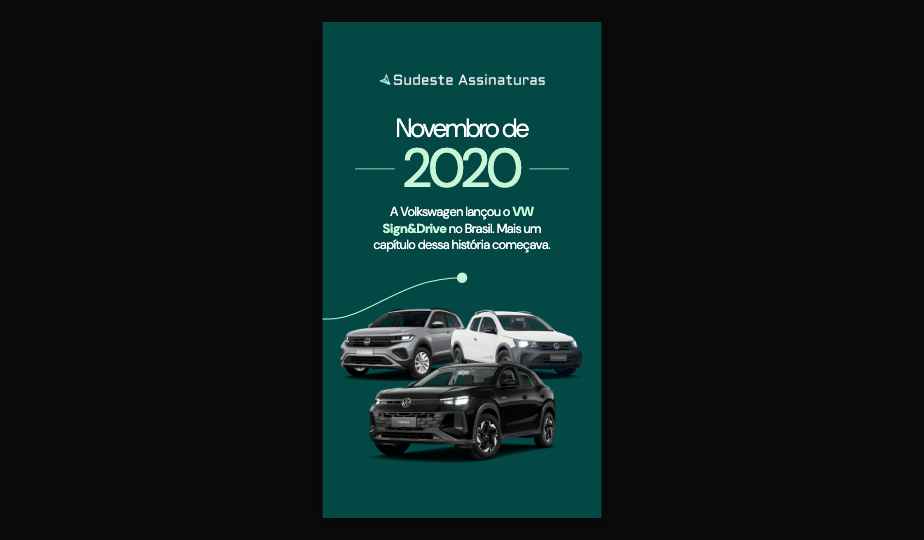 Sudeste Assinaturas
Novembro de
2020
A Volkswagen lançou o VW
Sign&Drive no Brasil. Mais um
capítulo dessa história começava.